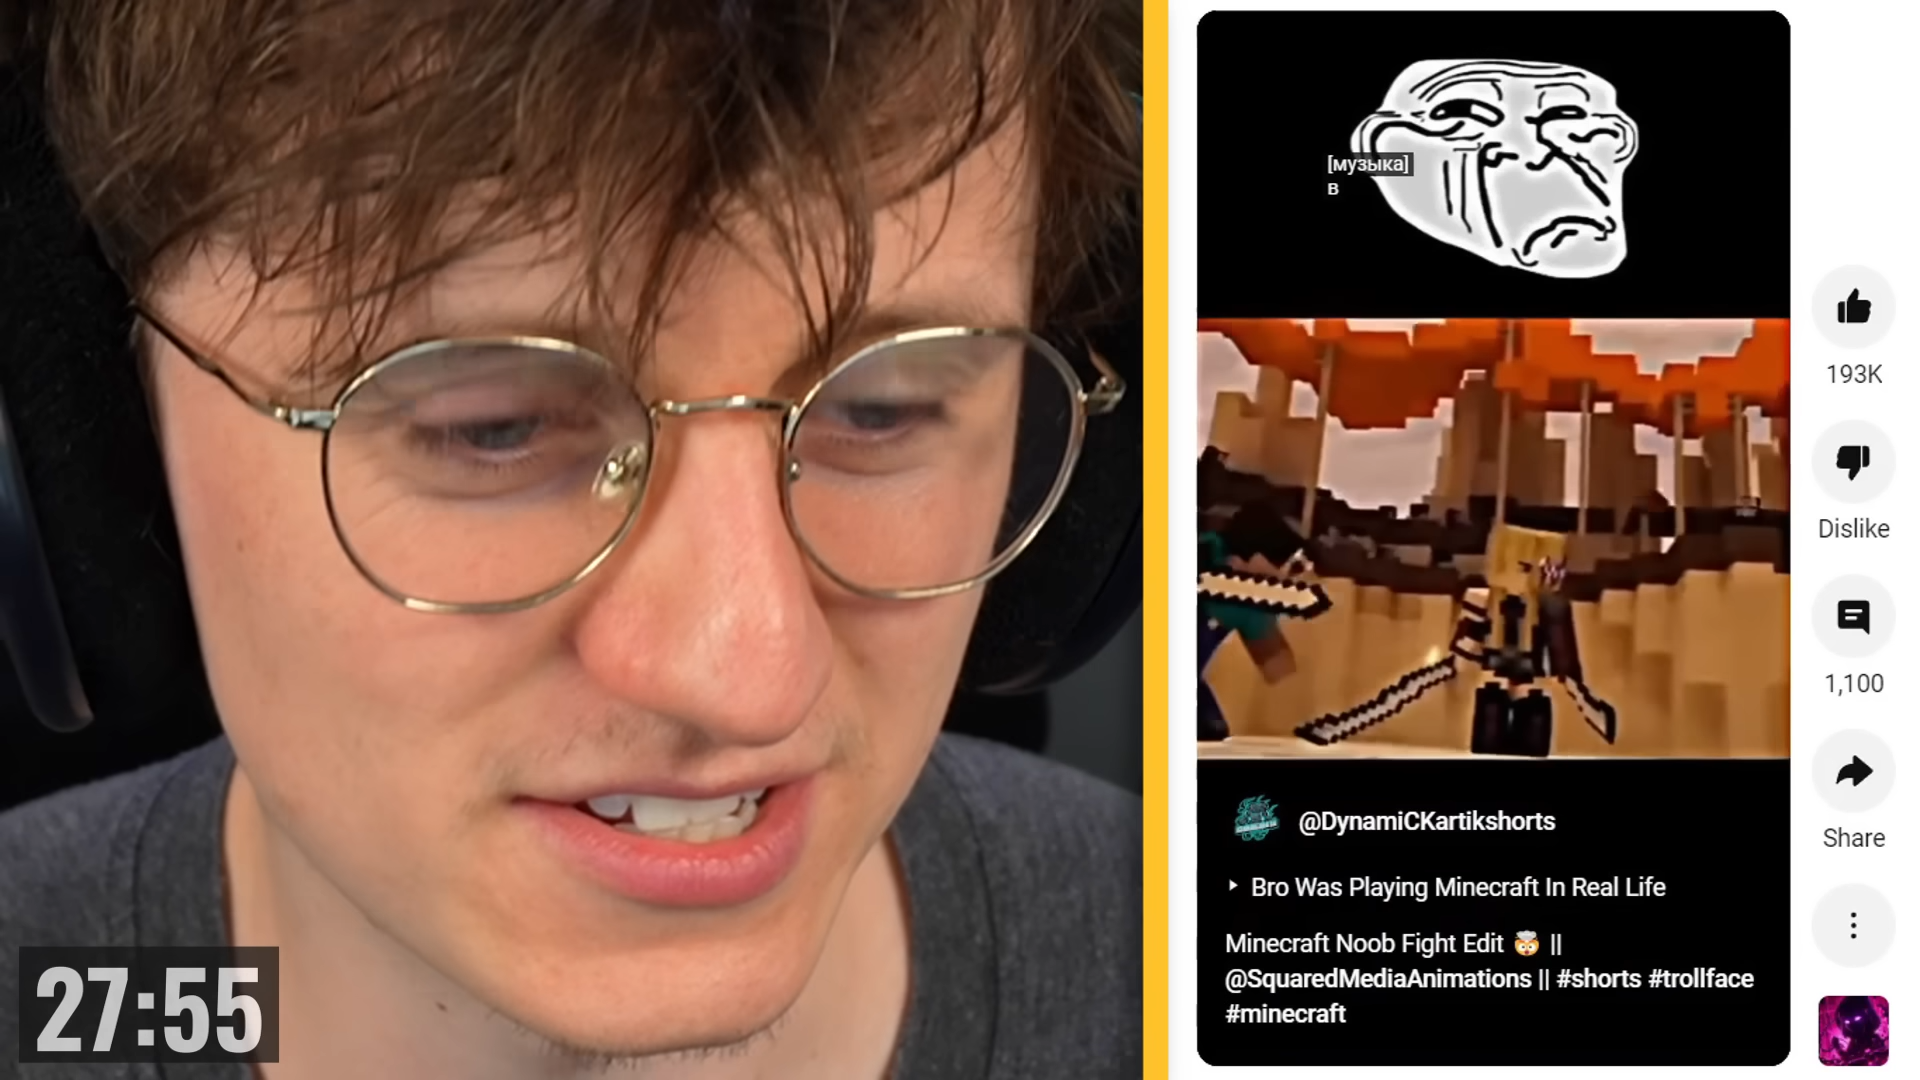 [музыка]
в
193K
Dislike
1,100
Share
@DynamiCKartikshorts
Bro Was Playing Minecraft In Real Life
Minecraft Noob Fight Edit 🤯 ||
@SquaredMediaAnimations || #shorts #trollface
#minecraft
27:55